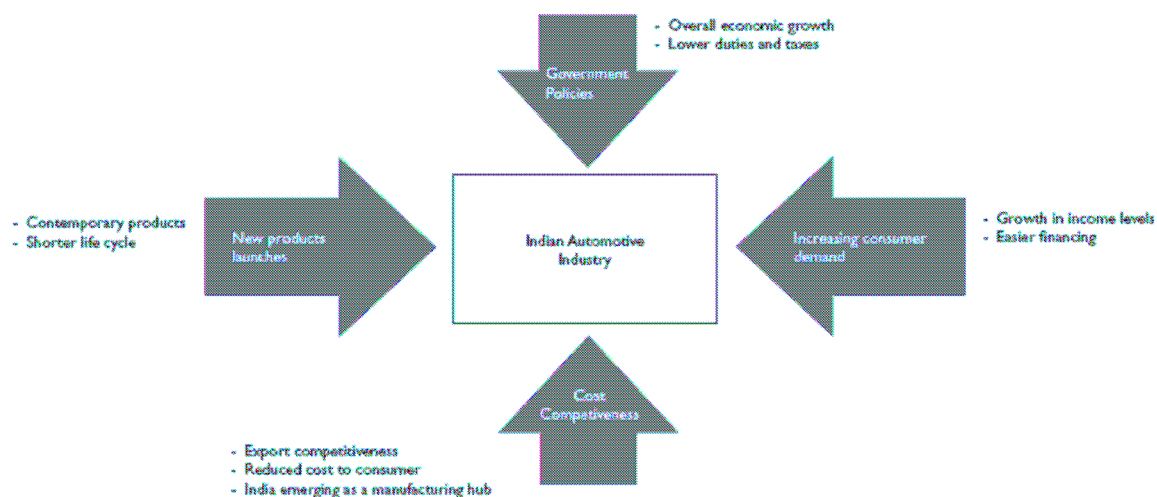 - Overall economic growth
- Lower duties and taxes
Government
Policies
- Contemporary products
- Shorter life cycle
New products
launches
Indian Automotive
Industry
Increasing consumer
demand
- Growth in income levels
- Easier financing
Cost
Competiveness
- Export competitiveness
- Reduced cost to consumer
- India emerging as a manufacturing hub